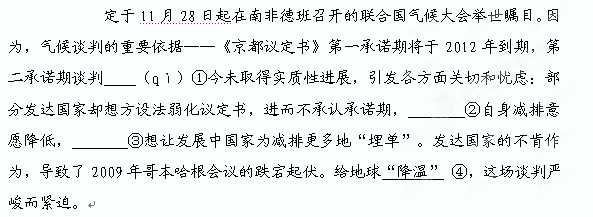 定于11月28日起在南非德班召开的联合国气候大会举世瞩目。因
为，气候谈判的重要依据——《京都议定书》第一承诺期将于2012年到期，第
二承诺期谈判____（qì）①今未取得实质性进展，引发各方面关切和忧虑：部
分发达国家却想方设法弱化议定书，进而不承认承诺期，_______②自身减排意
愿降低，_______③想让发展中国家为减排更多地“埋单”。发达国家的不肯作
为，导致了2009年哥本哈根会议的跌宕起伏。给地球“降温” ④，这场谈判严
峻而紧迫。